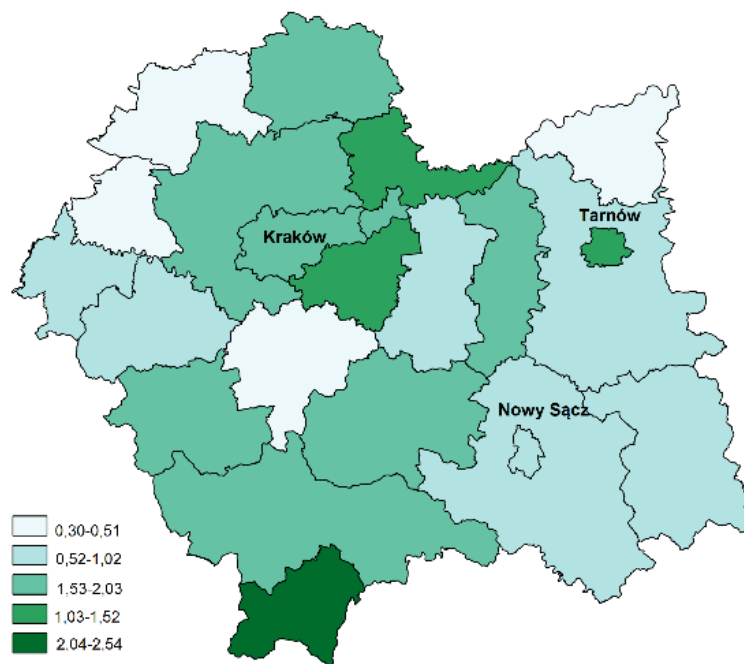 Tarnów
Kraków
Nowy Sącz
0,30-0,51
0,52-1,02
1.53-2,03
1,03-1,52
2.04-2.54